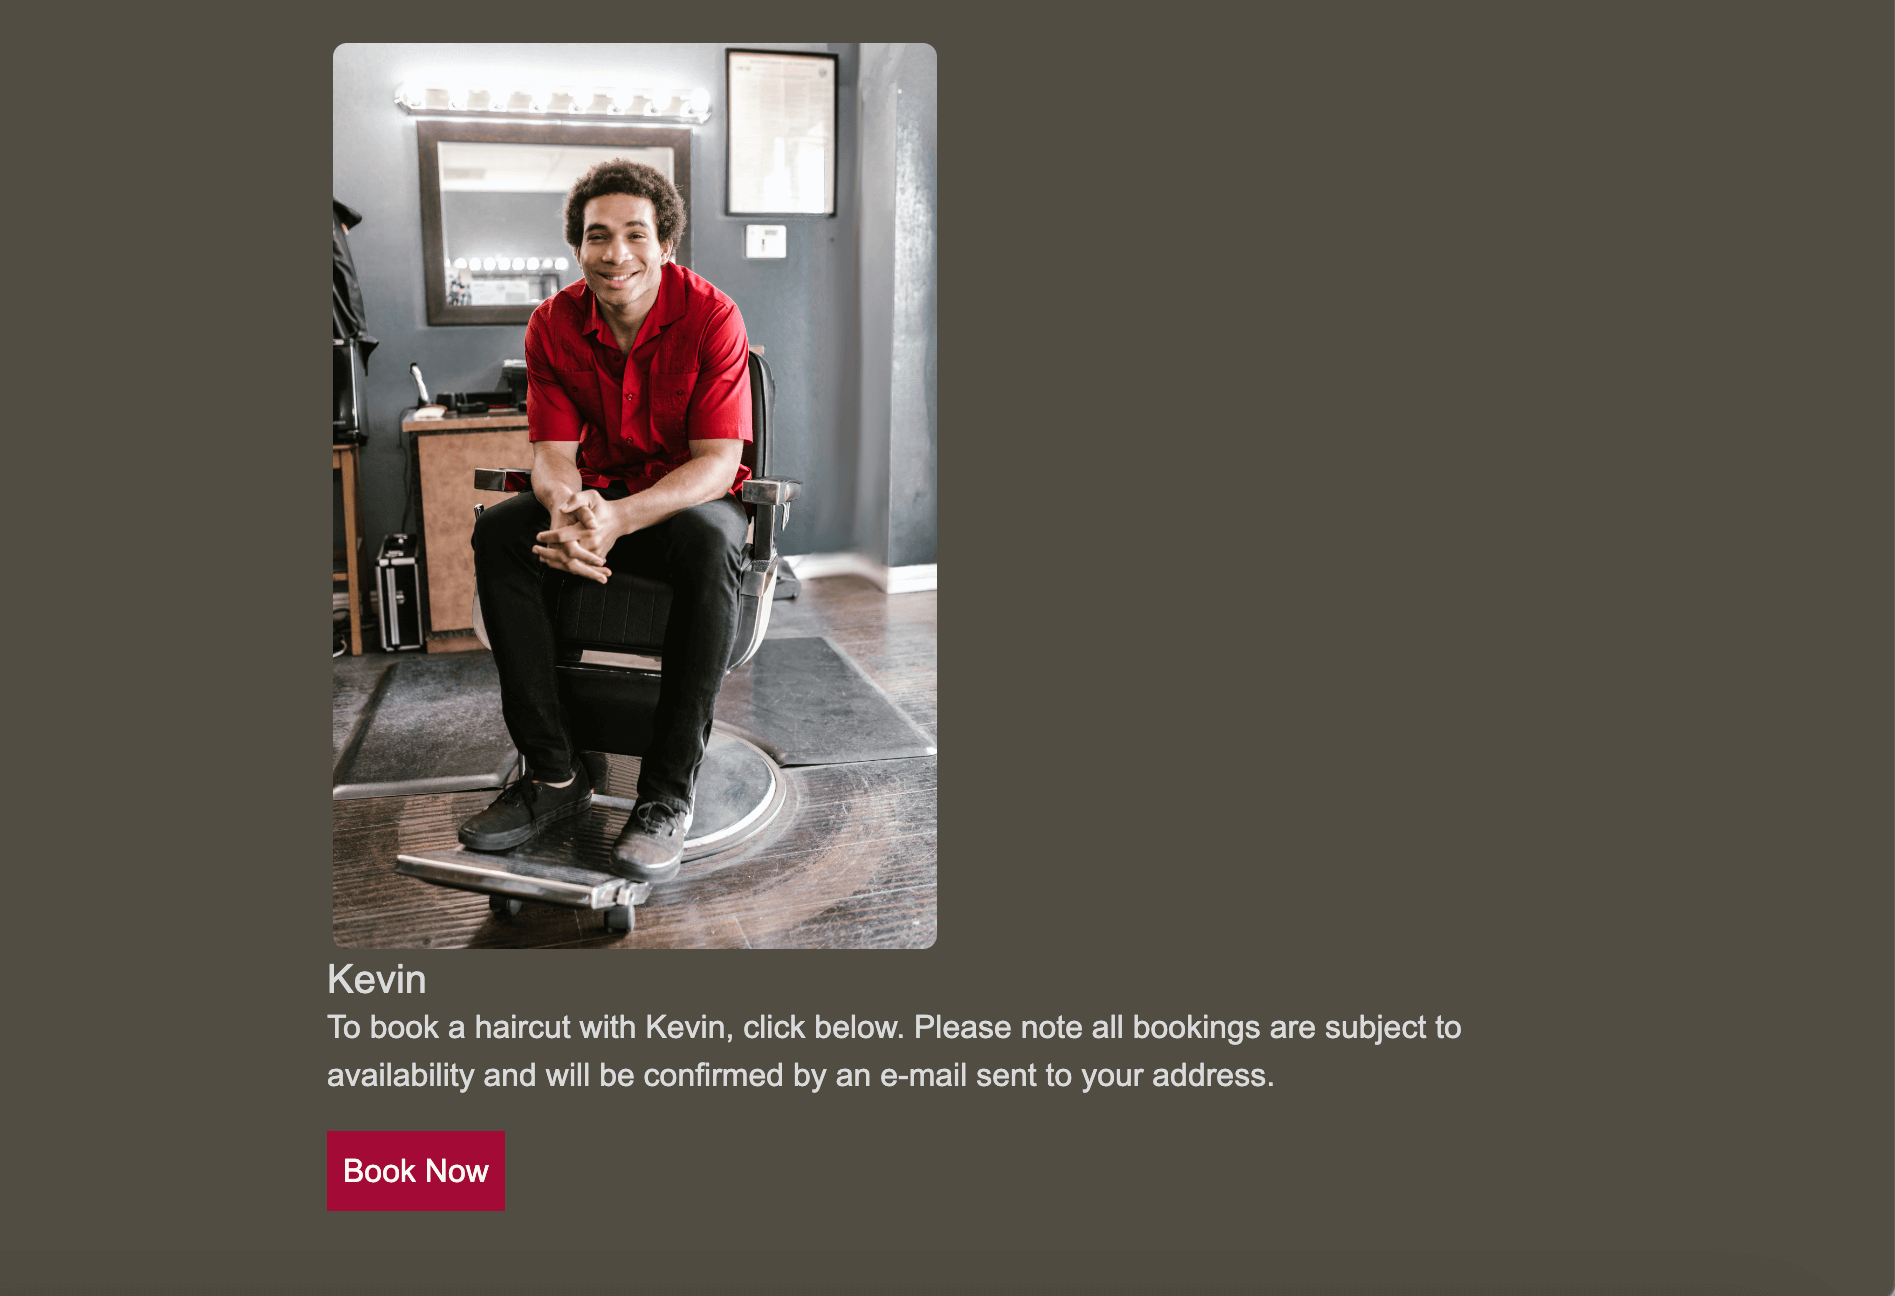 Kevin
To book a haircut with Kevin, click below. Please note all bookings are subject to
availability and will be confirmed by an e-mail sent to your address.
Book Now